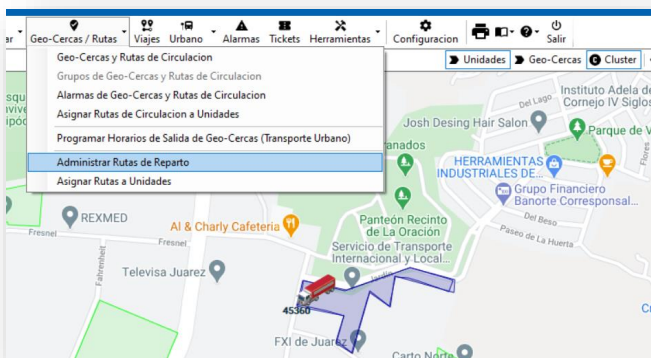 Geo-Cercas / Rutas
Viajes
Urbano
Alarmas
Tickets
Herramientas
Configuracion
Salir
Geo-Cercas y Rutas de Circulacion
Grupos de Geo-Cercas y Rutas de Circulacion
Alarmas de Geo-Cercas y Rutas de Circulacion
Asignar Rutas de Circulacion a Unidades
Programar Horarios de Salida de Geo-Cercas (Transporte Urbano)
Administrar Rutas de Reparto
Asignar Rutas a Unidades
Unidades
Geo-Cercas
Cluster
Instituto Adela de
Cornejo IV Siglos
Del Lago
Josh Desing Hair Salon
Parque de V
Flores
anados
HERRAMIENTAS
INDUSTRIALES DE...
Grupo Financiero
Banorte Corresponsal...
Del Beso
Paseo de La Huerta
REXMED
Al & Charly Cafeteria
Panteón Recinto
de La Oración
Fresnel
Fresnel
Fahrenheit
Servicio de Transporte
Internacional y Local...
Televisa Juarez
Jardín
45360
FXI de Juarez
Carto Norte